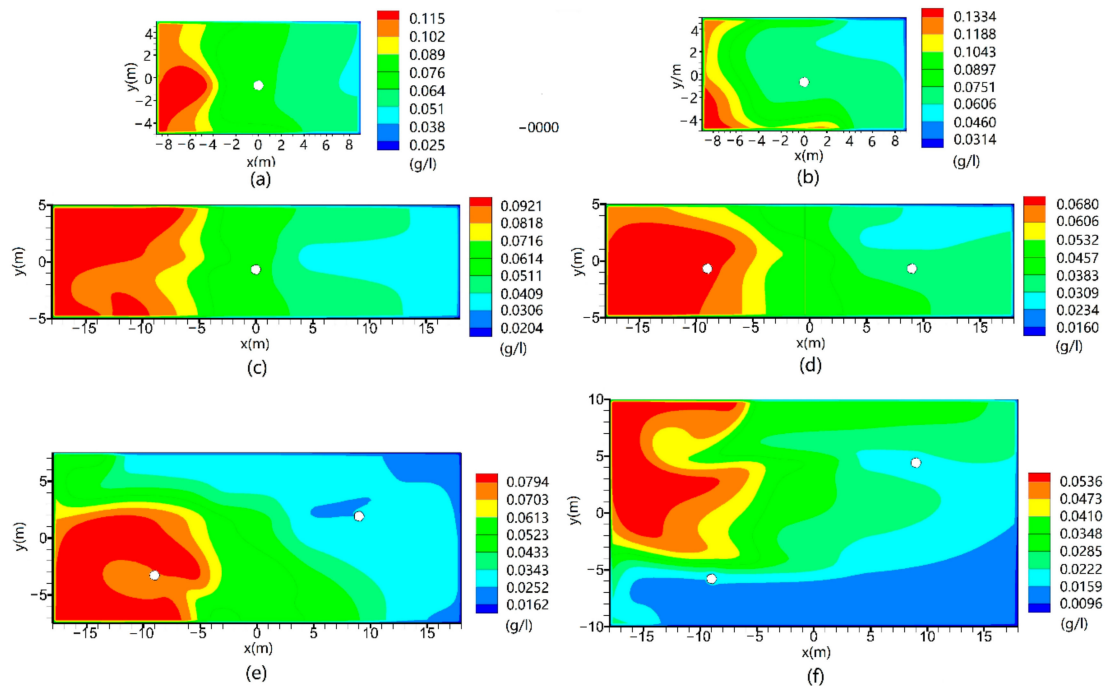 4
2
0
−2
−4
y(m)
−8 −6 −4 −2 0 2 4 6 8
x(m)
(a)
0.115
0.102
0.089
0.076
0.064
0.051
0.038
0.025
(g/l)
−0000
4
2
0
−2
−4
y/m
−8 −6 −4 −2 0 2 4 6 8
x(m)
(b)
0.1334
0.1188
0.1043
0.0897
0.0751
0.0606
0.0460
0.0314
(g/l)
5
0
−5
y(m)
−15 −10 −5 0 5 10 15
x(m)
(c)
0.0921
0.0818
0.0716
0.0614
0.0511
0.0409
0.0306
0.0204
(g/l)
5
0
−5
y(m)
−15 −10 −5 0 5 10 15
x(m)
(d)
0.0680
0.0606
0.0532
0.0457
0.0383
0.0309
0.0234
0.0160
(g/l)
5
0
−5
y(m)
−15 −10 −5 0 5 10 15
x(m)
(e)
0.0794
0.0703
0.0613
0.0523
0.0433
0.0343
0.0252
0.0162
(g/l)
10
5
0
−5
−10
y(m)
−15 −10 −5 0 5 10 15
x(m)
(f)
0.0536
0.0473
0.0410
0.0348
0.0285
0.0222
0.0159
0.0096
(g/l)